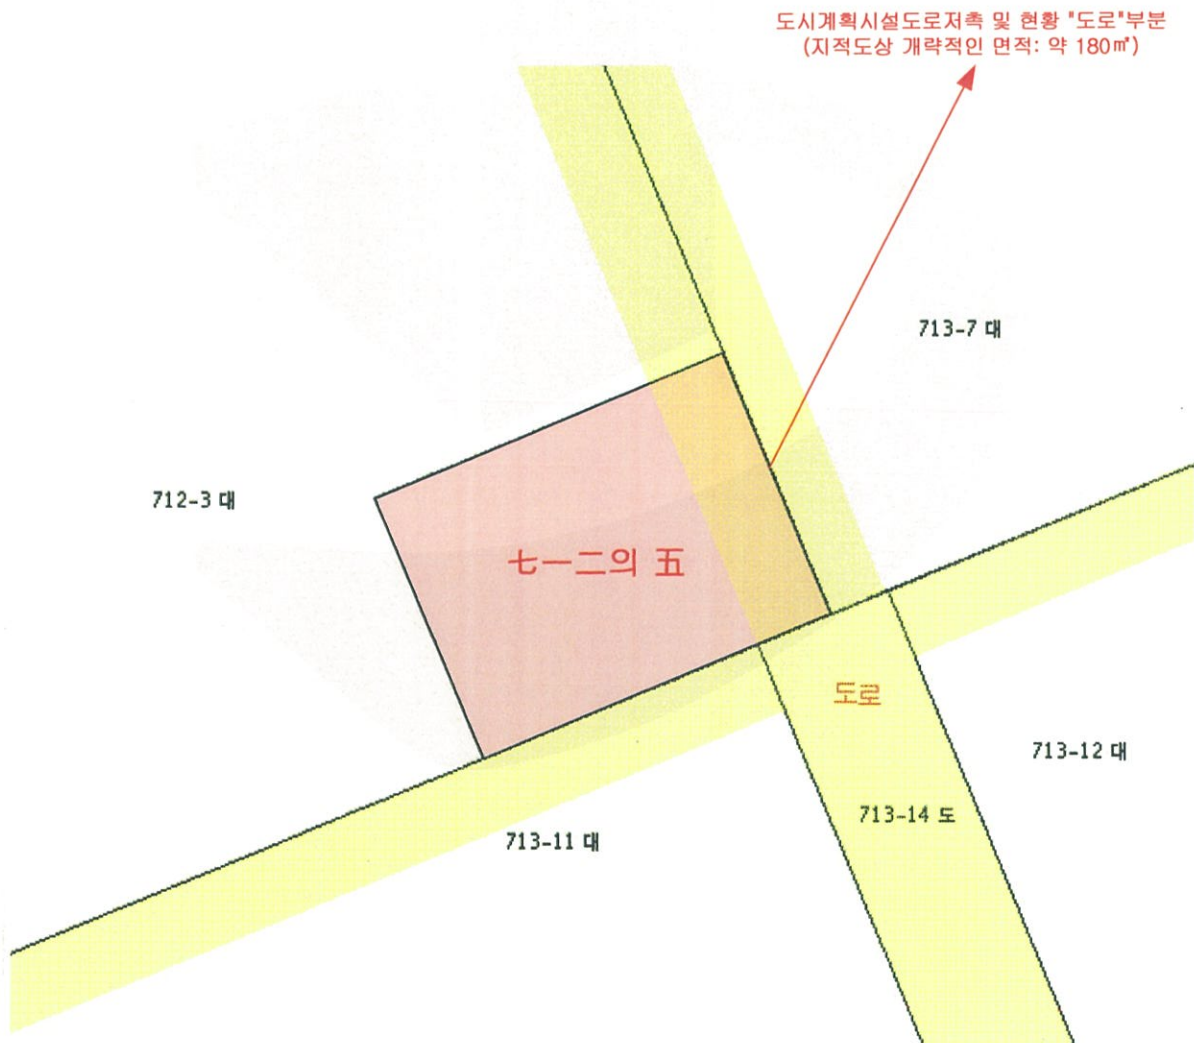 도시계획시설도로저촉 및 현황 "도로"부분
(지적도상 개략적인 면적: 약 180㎡)
713-7 대
712-3 대
七一二의 五
도로
713-12 대
713-14 도
713-11 대